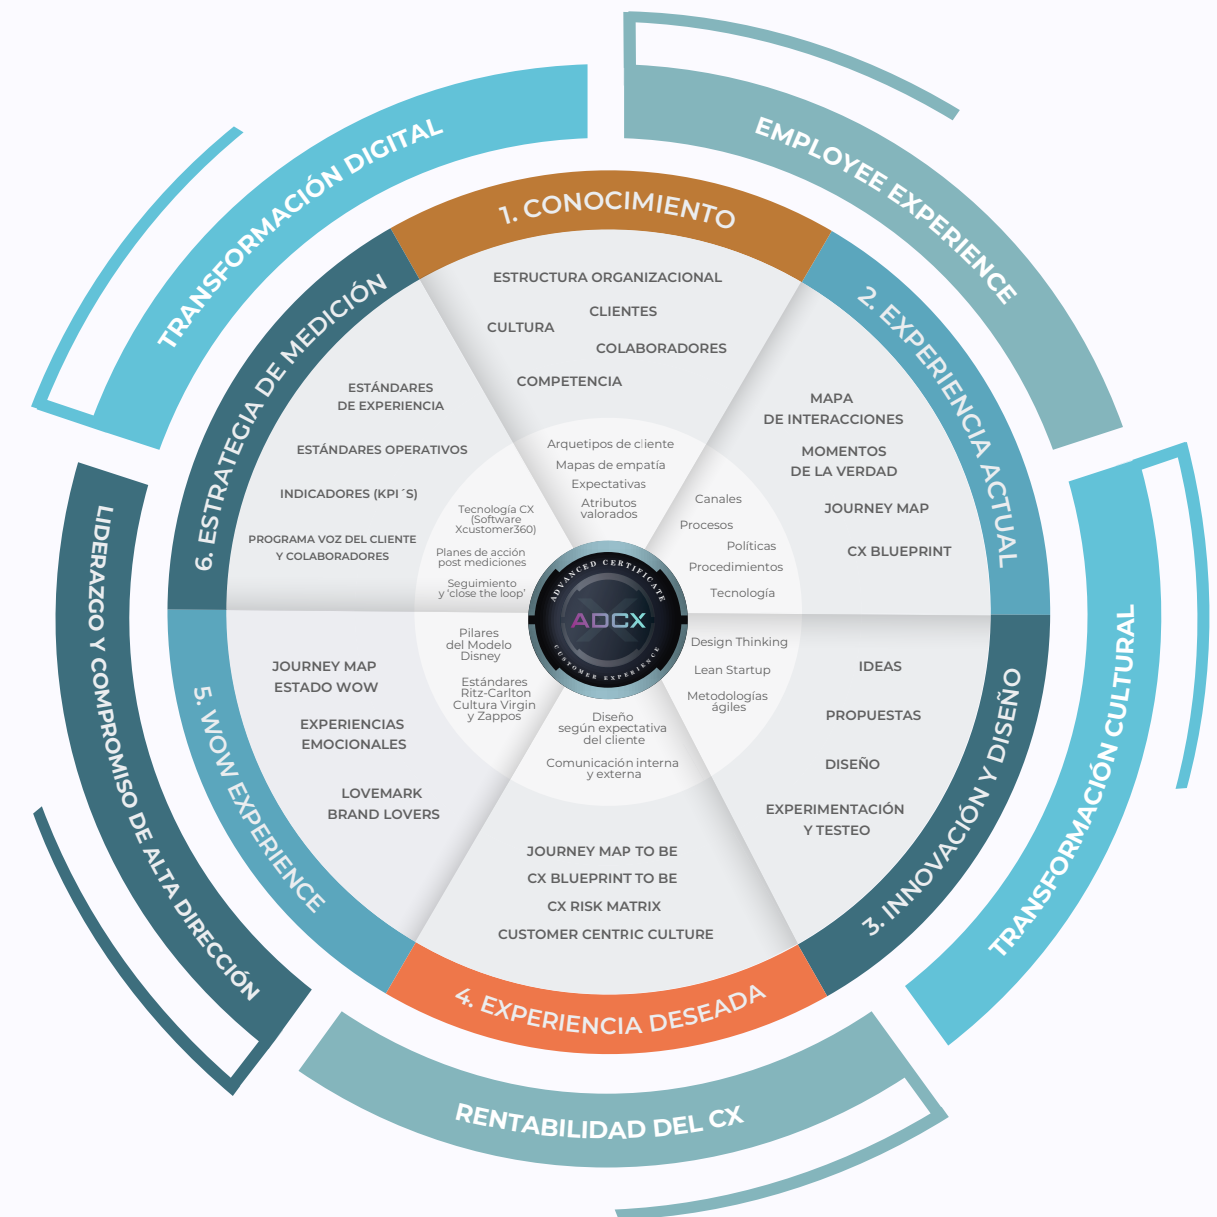 EMPLOYEE EXPERIENCE
TRANSFORMACIÓN CULTURAL
RENTABILIDAD DEL CX
LIDERAZGO Y COMPROMISO DE ALTA DIRECCIÓN
TRANSFORMACIÓN DIGITAL
1. CONOCIMIENTO
ESTRUCTURA ORGANIZACIONAL
CLIENTES
CULTURA
COLABORADORES
COMPETENCIA
Arquetipos de cliente
Mapas de empatía
Expectativas
Atributos
valorados
2. EXPERIENCIA ACTUAL
MAPA
DE INTERACCIONES
MOMENTOS
DE LA VERDAD
JOURNEY MAP
CX BLUEPRINT
Canales
Procesos
Políticas
Procedimientos
Tecnología
3. INNOVACIÓN Y DISEÑO
IDEAS
PROPUESTAS
DISEÑO
EXPERIMENTACIÓN
Y TESTEO
Design Thinking
Lean Startup
Metodologías
ágiles
4. EXPERIENCIA DESEADA
Diseño
según expectativa
del cliente
Comunicación interna
y externa
JOURNEY MAP TO BE
CX BLUEPRINT TO BE
CX RISK MATRIX
CUSTOMER CENTRIC CULTURE
5. WOW EXPERIENCE
JOURNEY MAP
ESTADO WOW
EXPERIENCIAS
EMOCIONALES
LOVEMARK
BRAND LOVERS
Pilares
del Modelo
Disney
Estándares
Ritz-Carlton
Cultura Virgin
y Zappos
6. ESTRATEGIA DE MEDICIÓN
ESTÁNDARES
DE EXPERIENCIA
ESTÁNDARES OPERATIVOS
INDICADORES (KPI´S)
PROGRAMA VOZ DEL CLIENTE
Y COLABORADORES
Tecnología CX
(Software
Xcustomer360)
Planes de acción
post mediciones
Seguimiento
y ‘close the loop’
ADVANCED CERTIFICATE
ADCX
CUSTOMER EXPERIENCE